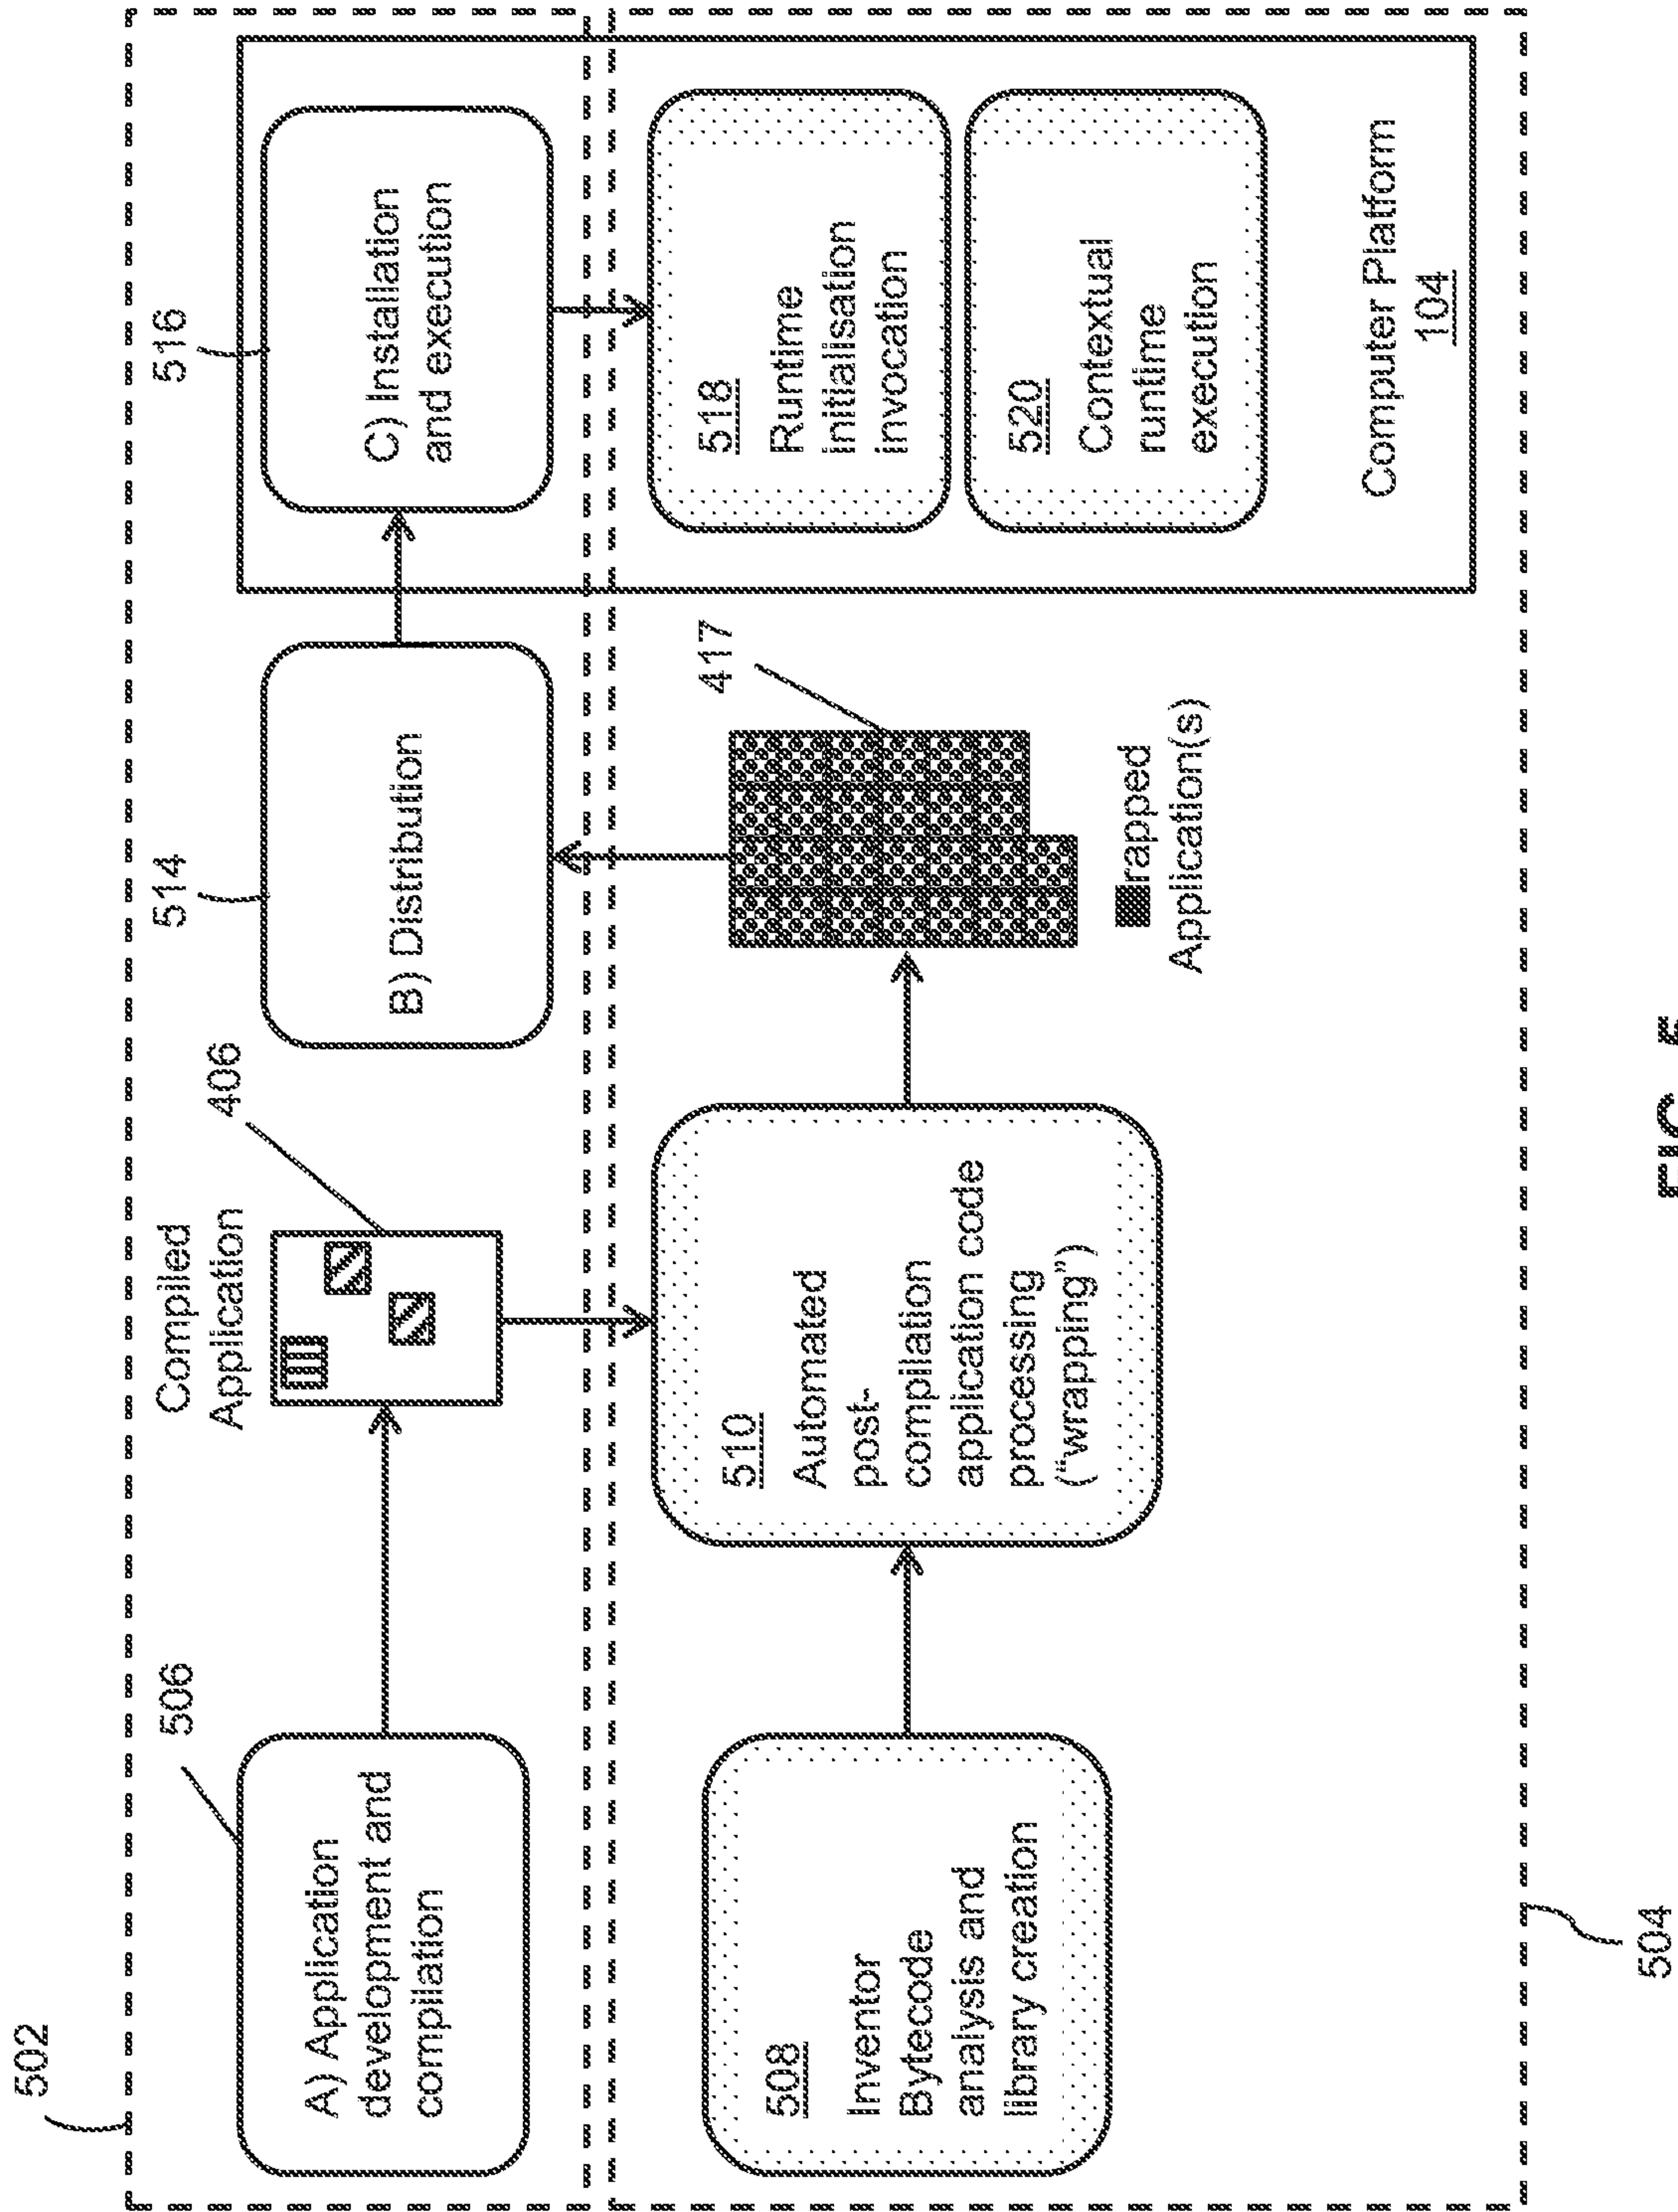 502
506
A) Application
development and
compilation
Compiled
Application
406
514
B) Distribution
516
C) Installation
and execution
508
Inventor
Bytecode
analysis and
library creation
510
Automated
post-
compilation
application code
processing
("wrapping")
417
rapped
Application(s)
518
Runtime
initialisation
invocation
520
Contextual
runtime
execution
Computer Platform
104
504